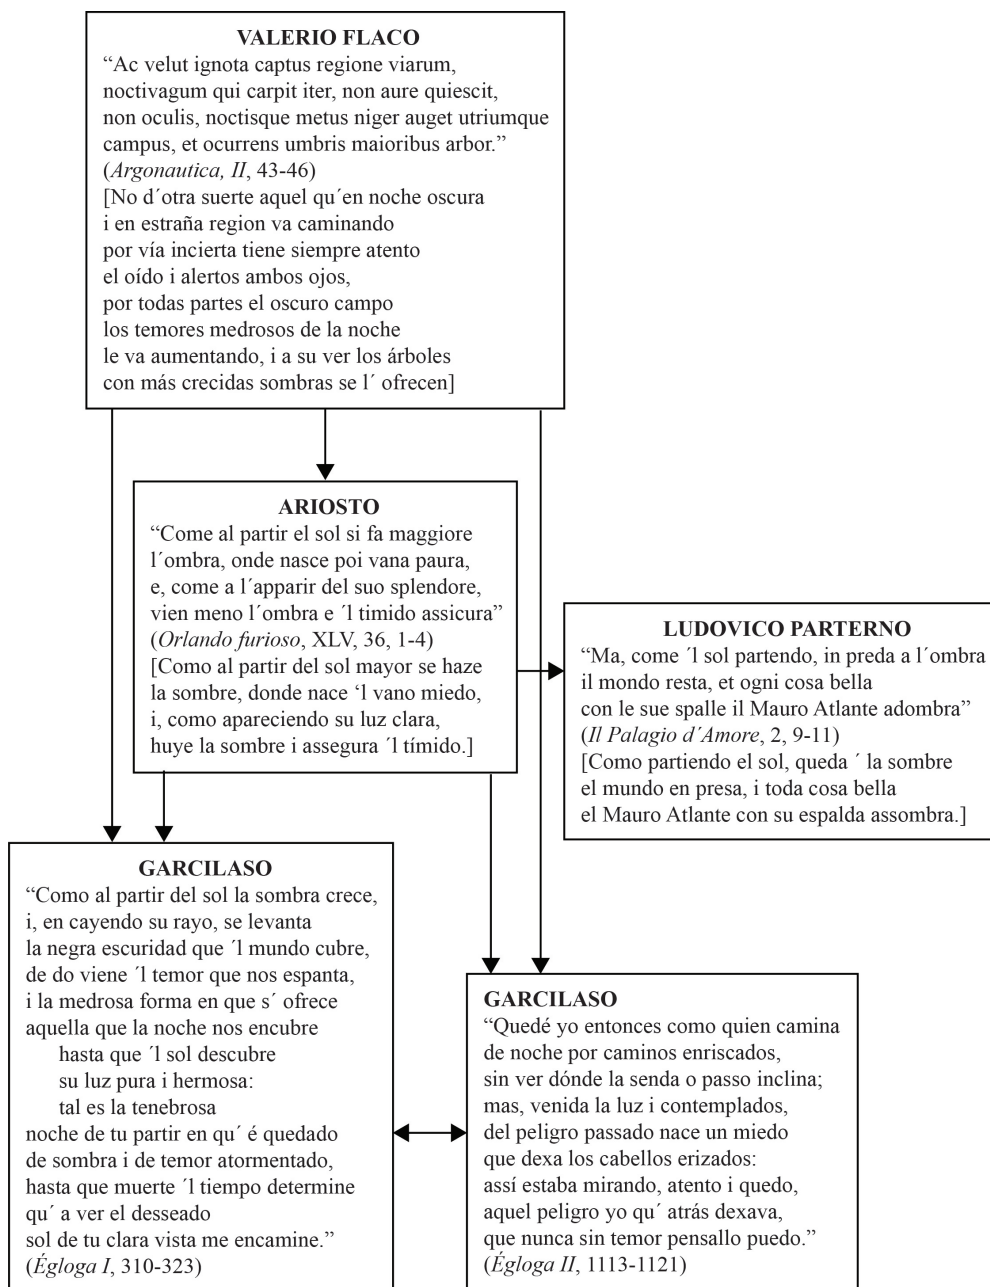 VALERIO FLACO
“Ac velut ignota captus regione viarum,
noctivagum qui carpit iter, non aure quiescit,
non oculis, noctisque metus niger auget utriumque
campus, et ocurrens umbris maioribus arbor.”
(Argonautica, II, 43-46)
[No d´otra suerte aquel qu´en noche oscura
i en estraña region va caminando
por vía incierta tiene siempre atento
el oído i alertos ambos ojos,
por todas partes el oscuro campo
los temores medrosos de la noche
le va aumentando, i a su ver los árboles
con más crecidas sombras se l´ ofrecen]
ARIOSTO
“Come al partir el sol si fa maggiore
l´ombra, onde nasce poi vana paura,
e, come a l´apparir del suo splendore,
vien meno l´ombra e ´l timido assicura”
(Orlando furioso, XLV, 36, 1-4)
[Como al partir del sol mayor se haze
la sombre, donde nace ‘l vano miedo,
i, como apareciendo su luz clara,
huye la sombre i assegura ´l tímido.]
LUDOVICO PARTERNO
“Ma, come ´l sol partendo, in preda a l´ombra
il mondo resta, et ogni cosa bella
con le sue spalle il Mauro Atlante adombra”
(Il Palagio d´Amore, 2, 9-11)
[Como partiendo el sol, queda ´ la sombre
el mundo en presa, i toda cosa bella
el Mauro Atlante con su espalda assombra.]
GARCILASO
“Como al partir del sol la sombra crece,
i, en cayendo su rayo, se levanta
la negra escuridad que ´l mundo cubre,
de do viene ´l temor que nos espanta,
i la medrosa forma en que s´ ofrece
aquella que la noche nos encubre
hasta que ´l sol descubre
su luz pura i hermosa:
tal es la tenebrosa
noche de tu partir en qu´ é quedado
de sombra i de temor atormentado,
hasta que muerte ´l tiempo determine
qu´ a ver el desseado
sol de tu clara vista me encamine.”
(Égloga I, 310-323)
GARCILASO
“Quedé yo entonces como quien camina
de noche por caminos enriscados,
sin ver dónde la senda o passo inclina;
mas, venida la luz i contemplados,
del peligro passado nace un miedo
que dexa los cabellos erizados:
assí estaba mirando, atento i quedo,
aquel peligro yo qu´ atrás dexava,
que nunca sin temor pensallo puedo.”
(Égloga II, 1113-1121)